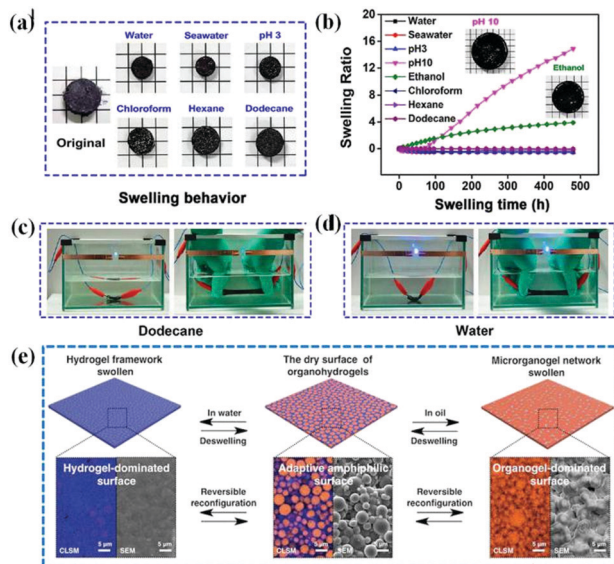 (a)
Water
Seawater
pH 3
Original
Chloroform
Hexane
Dodecane
Swelling behavior
(b)
Swelling Ratio
20
16
12
8
4
0
Water
Seawater
pH3
pH10
Ethanol
Chloroform
Hexane
Dodecane
pH 10
Ethanol
0 100 200 300 400 500
Swelling time (h)
(c)
Dodecane
(d)
Water
(e)
Hydrogel framework
swollen
The dry surface of
organohydrogels
Microrganogel network
swollen
In water
Deswelling
In oil
Deswelling
Hydrogel-dominated
surface
CLSM
5 μm
SEM
5 μm
Reversible
reconfiguration
Adaptive amphiphilic
surface
CLSM
5 μm
SEM
5 μm
Reversible
reconfiguration
Organogel-dominated
surface
CLSM
5 μm
SEM
5 μm